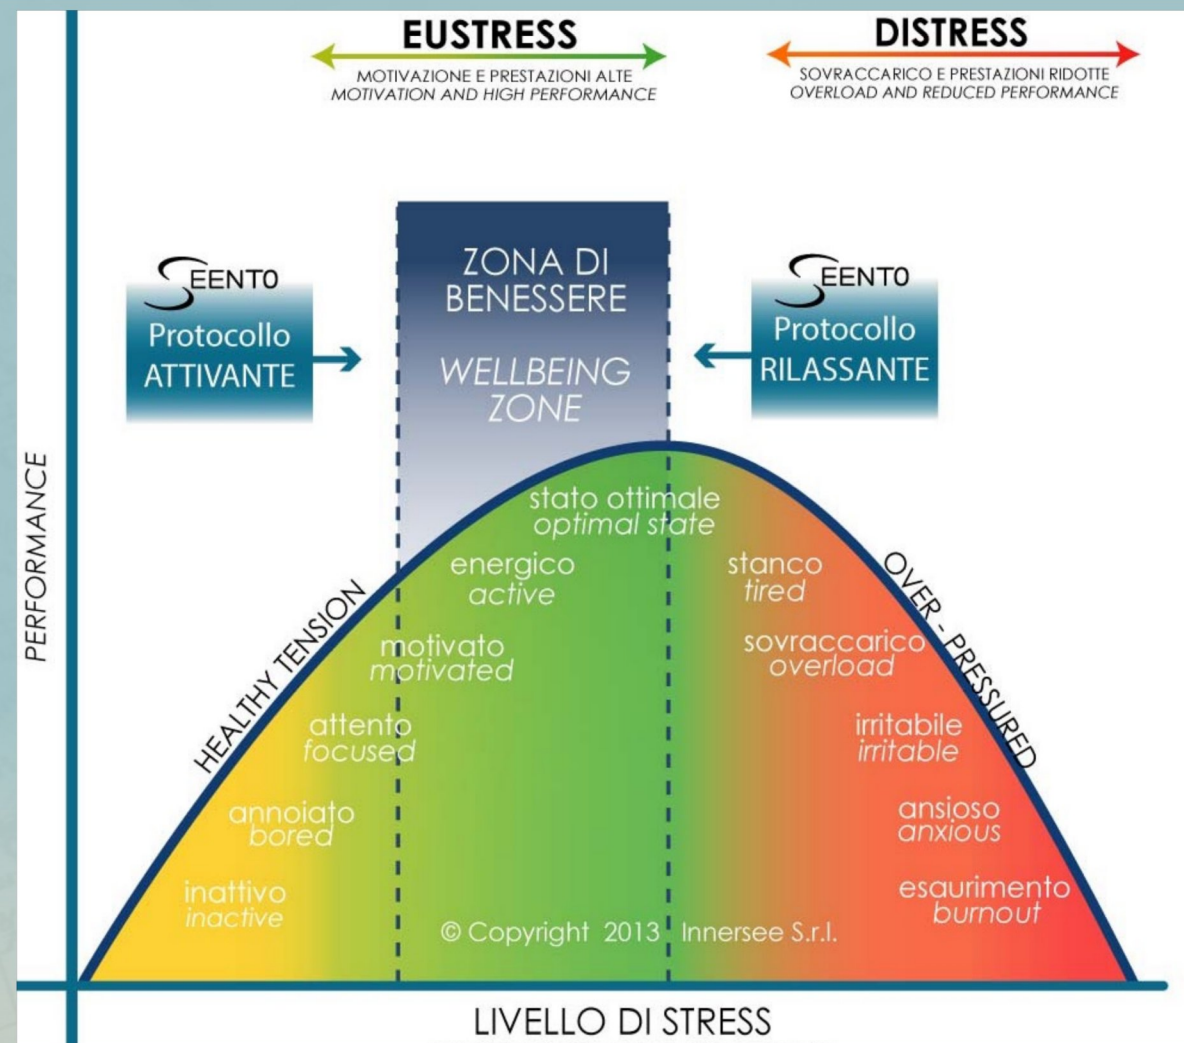 EUSTRESS
MOTIVAZIONE E PRESTAZIONI ALTE
MOTIVATION AND HIGH PERFORMANCE
DISTRESS
SOVRACCARICO E PRESTAZIONI RIDOTTE
OVERLOAD AND REDUCED PERFORMANCE
SEENTO
Protocollo
ATTIVANTE
ZONA DI
BENESSERE
WELLBEING
ZONE
SEENTO
Protocollo
RILASSANTE
PERFORMANCE
HEALTHY TENSION
OVER - PRESSURED
stato ottimale
optimal state
energico
active
motivato
motivated
attento
focused
annoiato
bored
inattivo
inactive
stanco
tired
sovraccarico
overload
irritabile
irritable
ansioso
anxious
esaurimento
burnout
© Copyright 2013 Innersee S.r.l.
LIVELLO DI STRESS